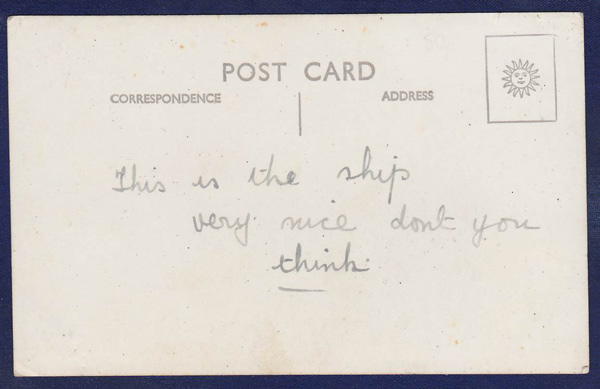 POST CARD
CORRESPONDENCE
ADDRESS
This is the ship
very nice dont you
think.